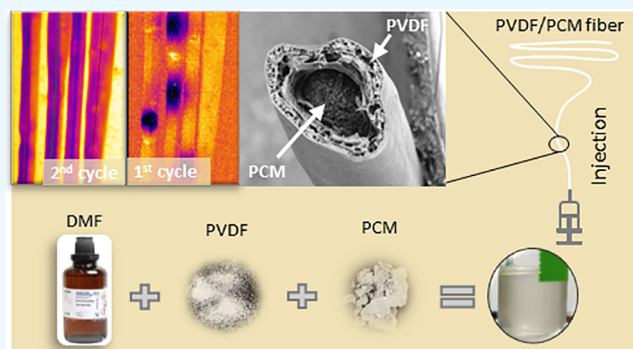 PVDF
PCM
PVDF/PCM fiber
2nd cycle
1st cycle
Injection
DMF
PVDF
PCM